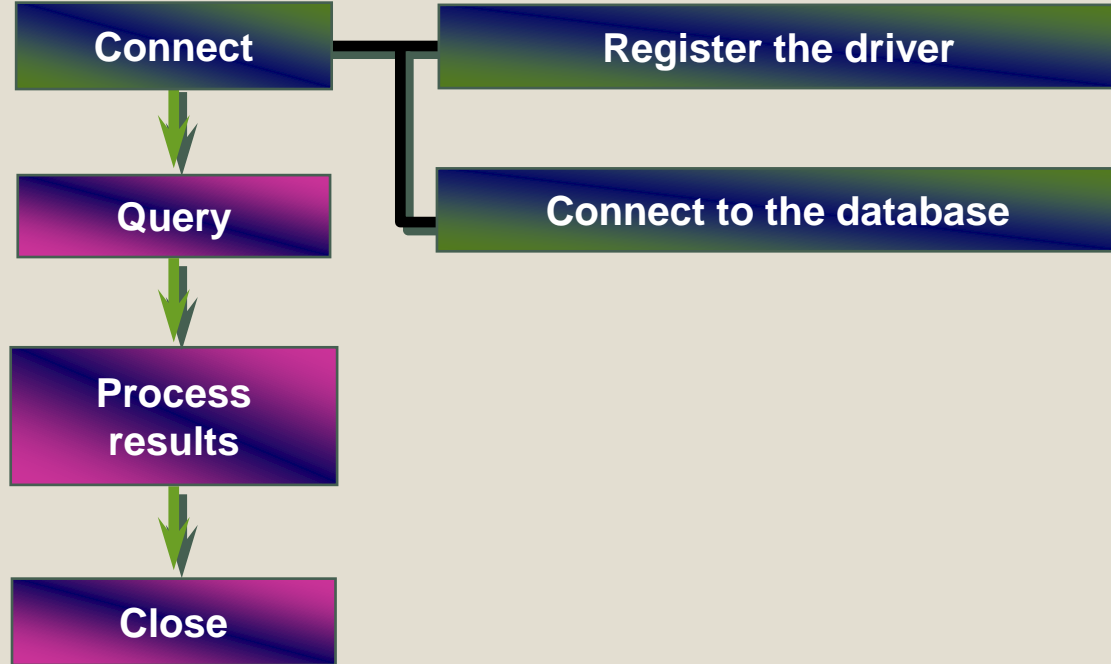 Connect
Register the driver
Query
Connect to the database
Process
results
Close